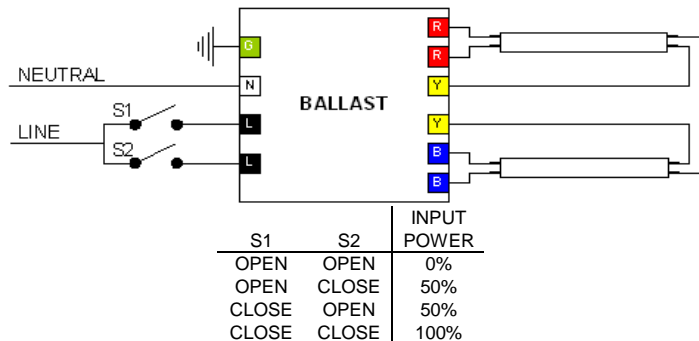 G
R
R
NEUTRAL
N
BALLAST
Y
S1
LINE
L
Y
S2
L
B
B
INPUT
S1 S2 POWER
OPEN OPEN 0%
OPEN CLOSE 50%
CLOSE OPEN 50%
CLOSE CLOSE 100%